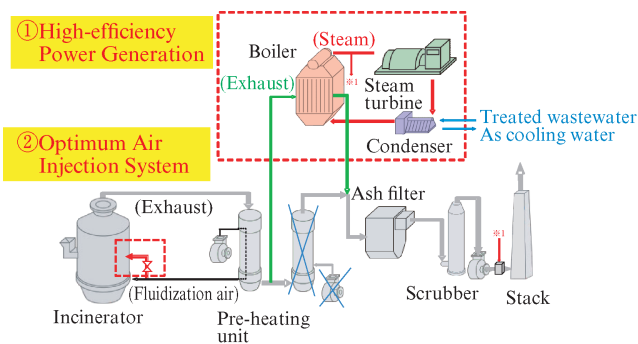 ①High-efficiency
Power Generation
Boiler
(Steam)
(Exhaust)
※1
Steam
turbine
Treated wastewater
As cooling water
Condenser
②Optimum Air
Injection System
(Exhaust)
Ash filter
※1
(Fluidization air)
Incinerator
Pre-heating
unit
Scrubber
Stack